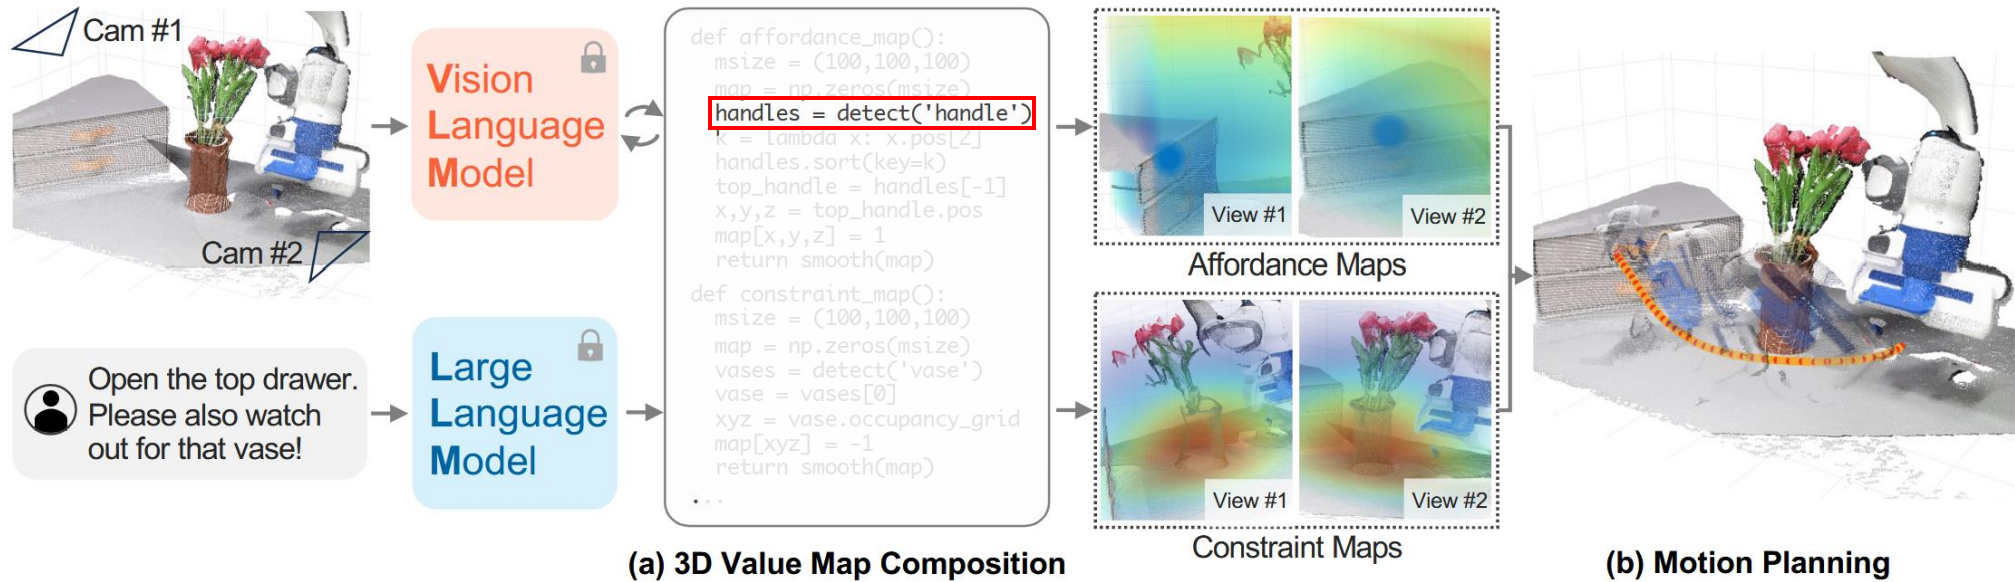 Cam #1
Cam #2
Open the top drawer.
Please also watch
out for that vase!
Vision
Language
Model
Large
Language
Model
def affordance_map():
msize = (100,100,100)
map = np.zeros(msize)
handles = detect('handle')
k = lambda x: x.pos[2]
handles.sort(key=k)
top_handle = handles[-1]
x,y,z = top_handle.pos
map[x,y,z] = 1
return smooth(map)
def constraint_map():
msize = (100,100,100)
map = np.zeros(msize)
vases = detect('vase')
vase = vases[0]
xyz = vase.occupancy_grid
map[xyz] = -1
return smooth(map)
...
View #1
View #2
Affordance Maps
View #1
View #2
Constraint Maps
(a) 3D Value Map Composition
(b) Motion Planning